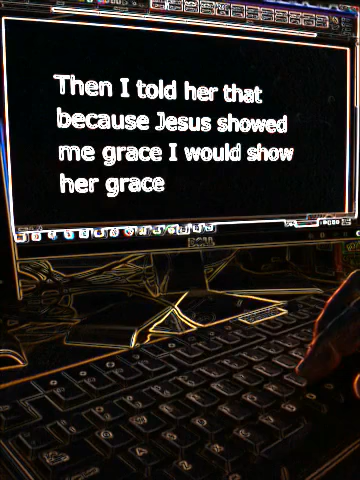 Then I told her that
because Jesus showed
me grace I would show
her grace